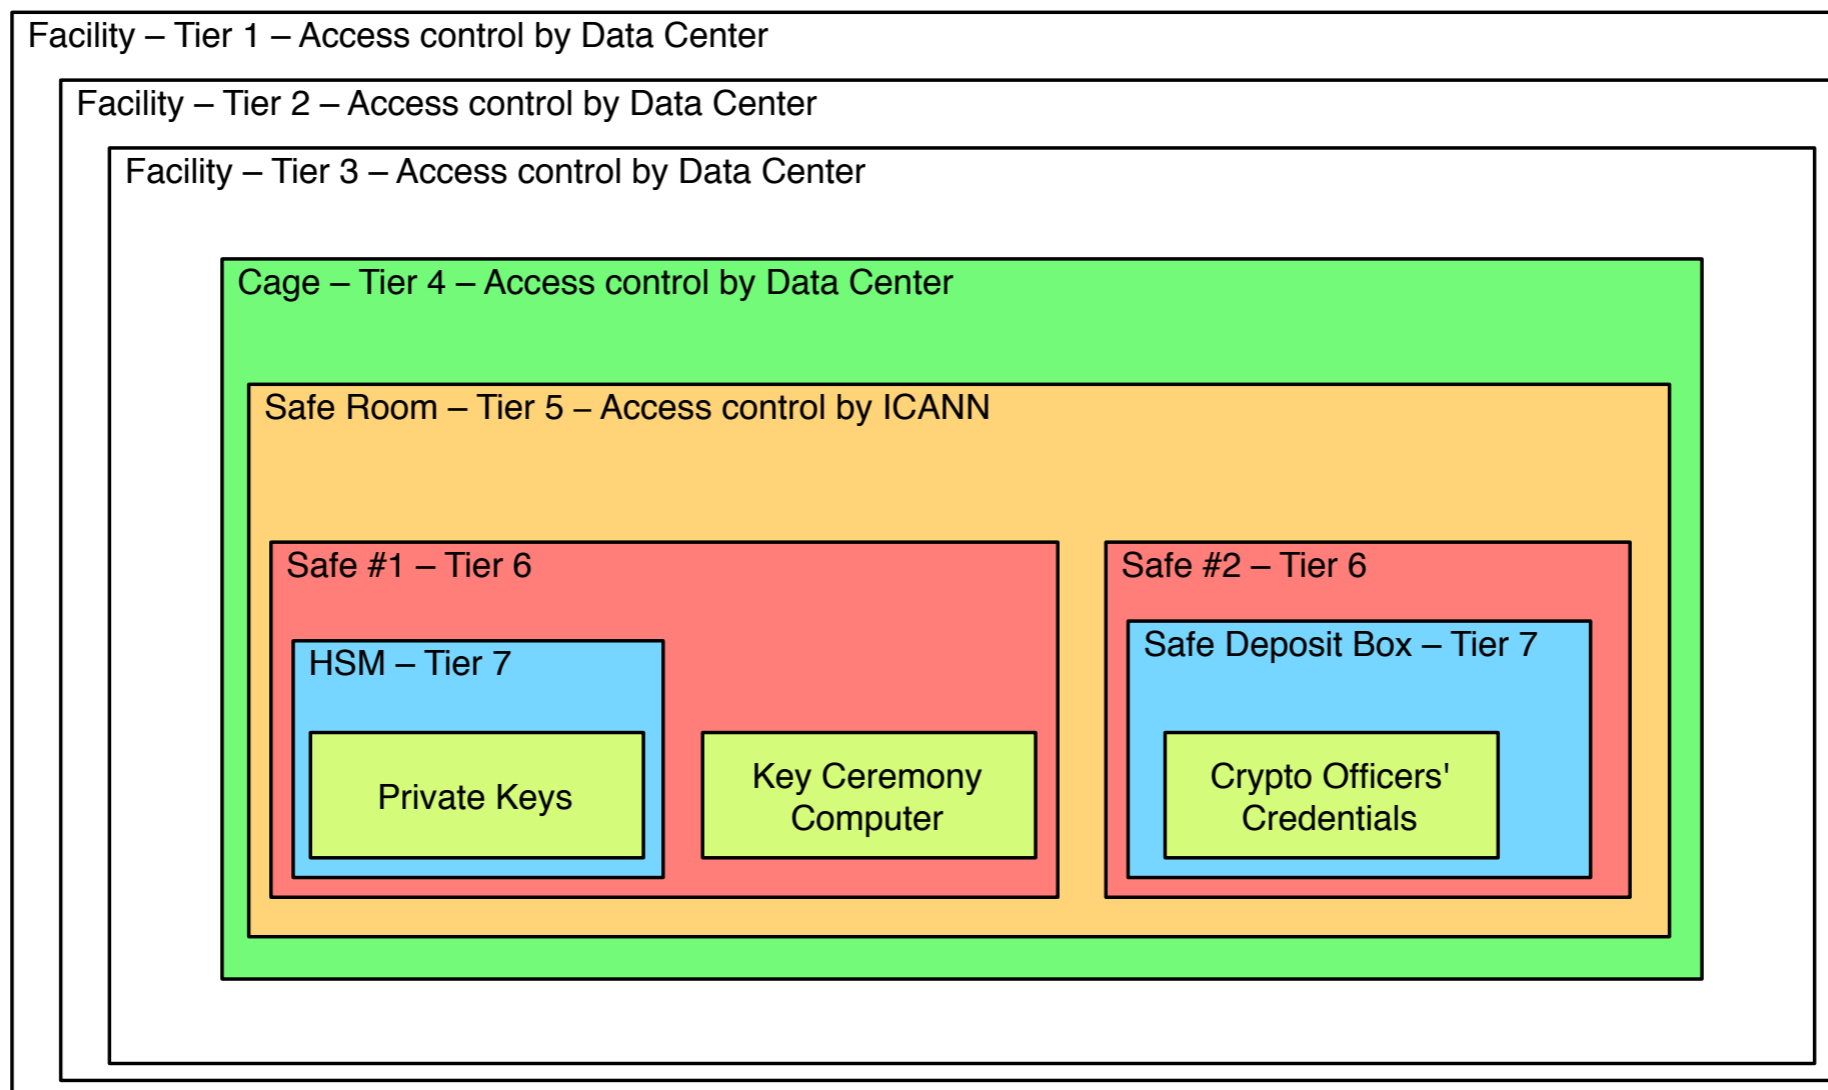 Facility – Tier 1 – Access control by Data Center
Facility – Tier 2 – Access control by Data Center
Facility – Tier 3 – Access control by Data Center
Cage – Tier 4 – Access control by Data Center
Safe Room – Tier 5 – Access control by ICANN
Safe #1 – Tier 6
HSM – Tier 7
Private Keys
Key Ceremony
Computer
Safe #2 – Tier 6
Safe Deposit Box – Tier 7
Crypto Officers'
Credentials